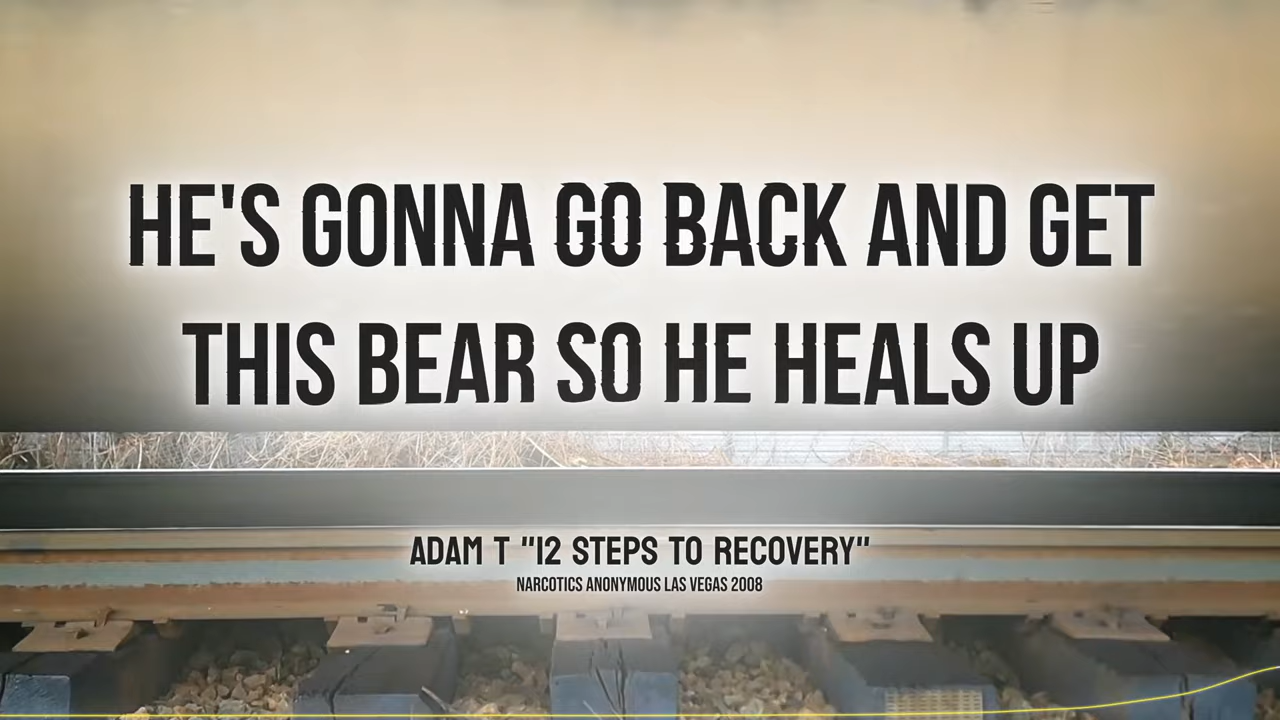 HE'S GONNA GO BACK AND GET
THIS BEAR SO HE HEALS UP
ADAM T "12 STEPS TO RECOVERY"
NARCOTICS ANONYMOUS LAS VEGAS 2008